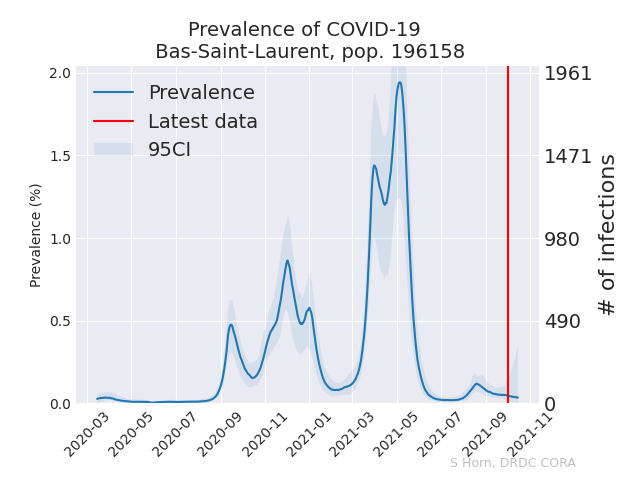 Prevalence of COVID-19
Bas-Saint-Laurent, pop. 196158
Prevalence
Latest data
95CI
Prevalence (%)
2.0
1.5
1.0
0.5
0.0
1961
1471
980
490
0
# of infections
2020-03
2020-05
2020-07
2020-09
2020-11
2021-01
2021-03
2021-05
2021-07
2021-09
2021-11
S Horn, DRDC CORA